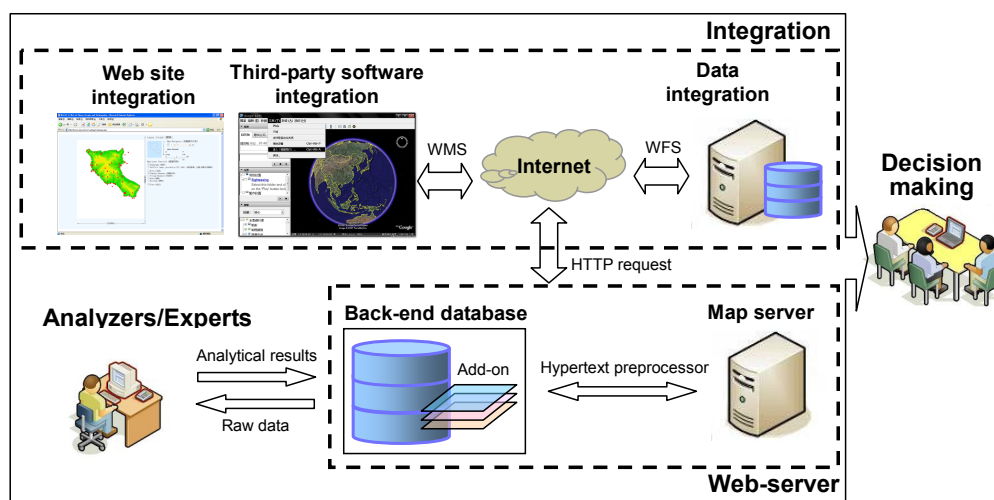 Integration
Web site
integration
Third-party software
integration
Data
integration
WMS
Internet
WFS
Decision
making
HTTP request
Analyzers/Experts
Back-end database
Map server
Analytical results
Add-on
Hypertext preprocessor
Raw data
Web-server